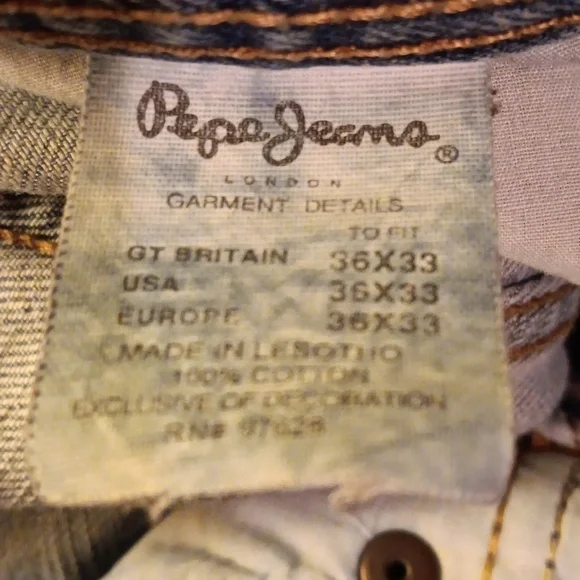 Pepe Jeans ®
LONDON
GARMENT DETAILS
TO FIT
GT BRITAIN 36X33
USA 36X33
EUROPE 36X33
MADE IN LESOTHO
100% COTTON
EXCLUSIVE OF DECORATION
RN#